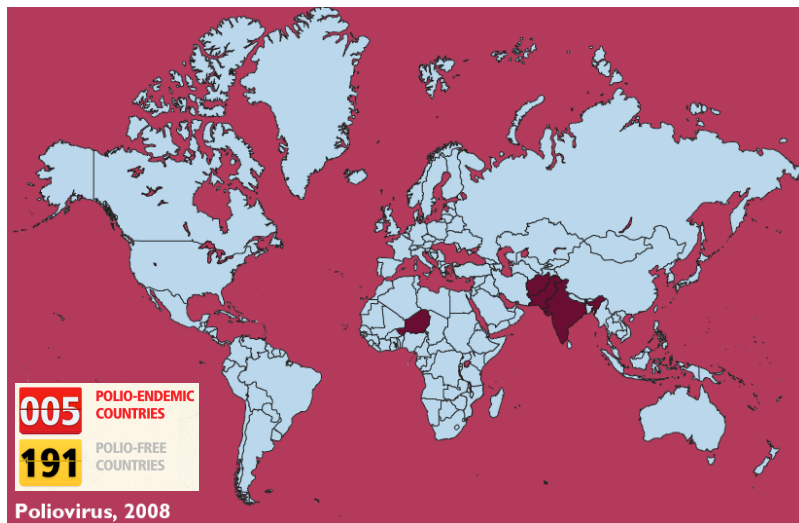 005
POLIO-ENDEMIC
COUNTRIES
191
POLIO-FREE
COUNTRIES
Poliovirus, 2008